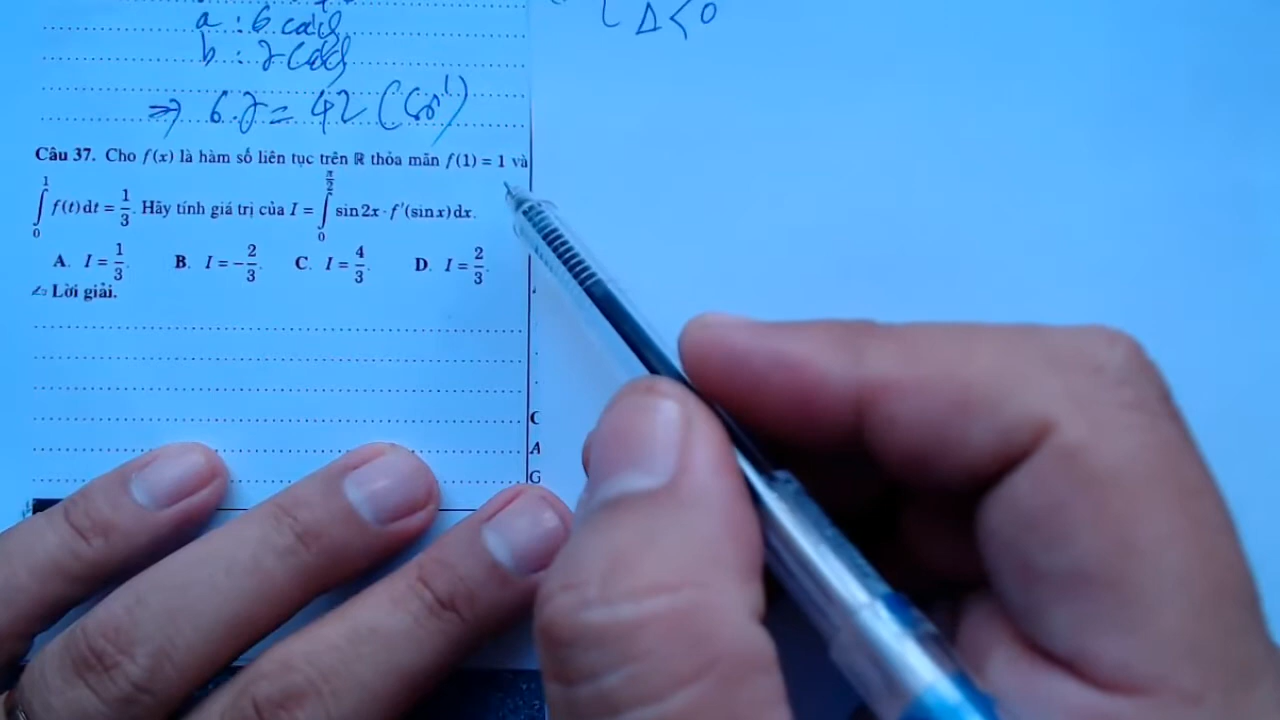 a : 6 cách
b : 7 cách
Δ < 0
=> 6.7 = 42 (số)
Câu 37. Cho f(x) là hàm số liên tục trên ℝ thỏa mãn f(1) = 1 và
∫₀¹ f(t) dt = 1/3. Hãy tính giá trị của I = ∫₀^(π/2) sin 2x · f′(sin x) dx.
A. I = 1/3. B. I = −2/3. C. I = 4/3. D. I = 2/3.
✍ Lời giải.
C
A
G